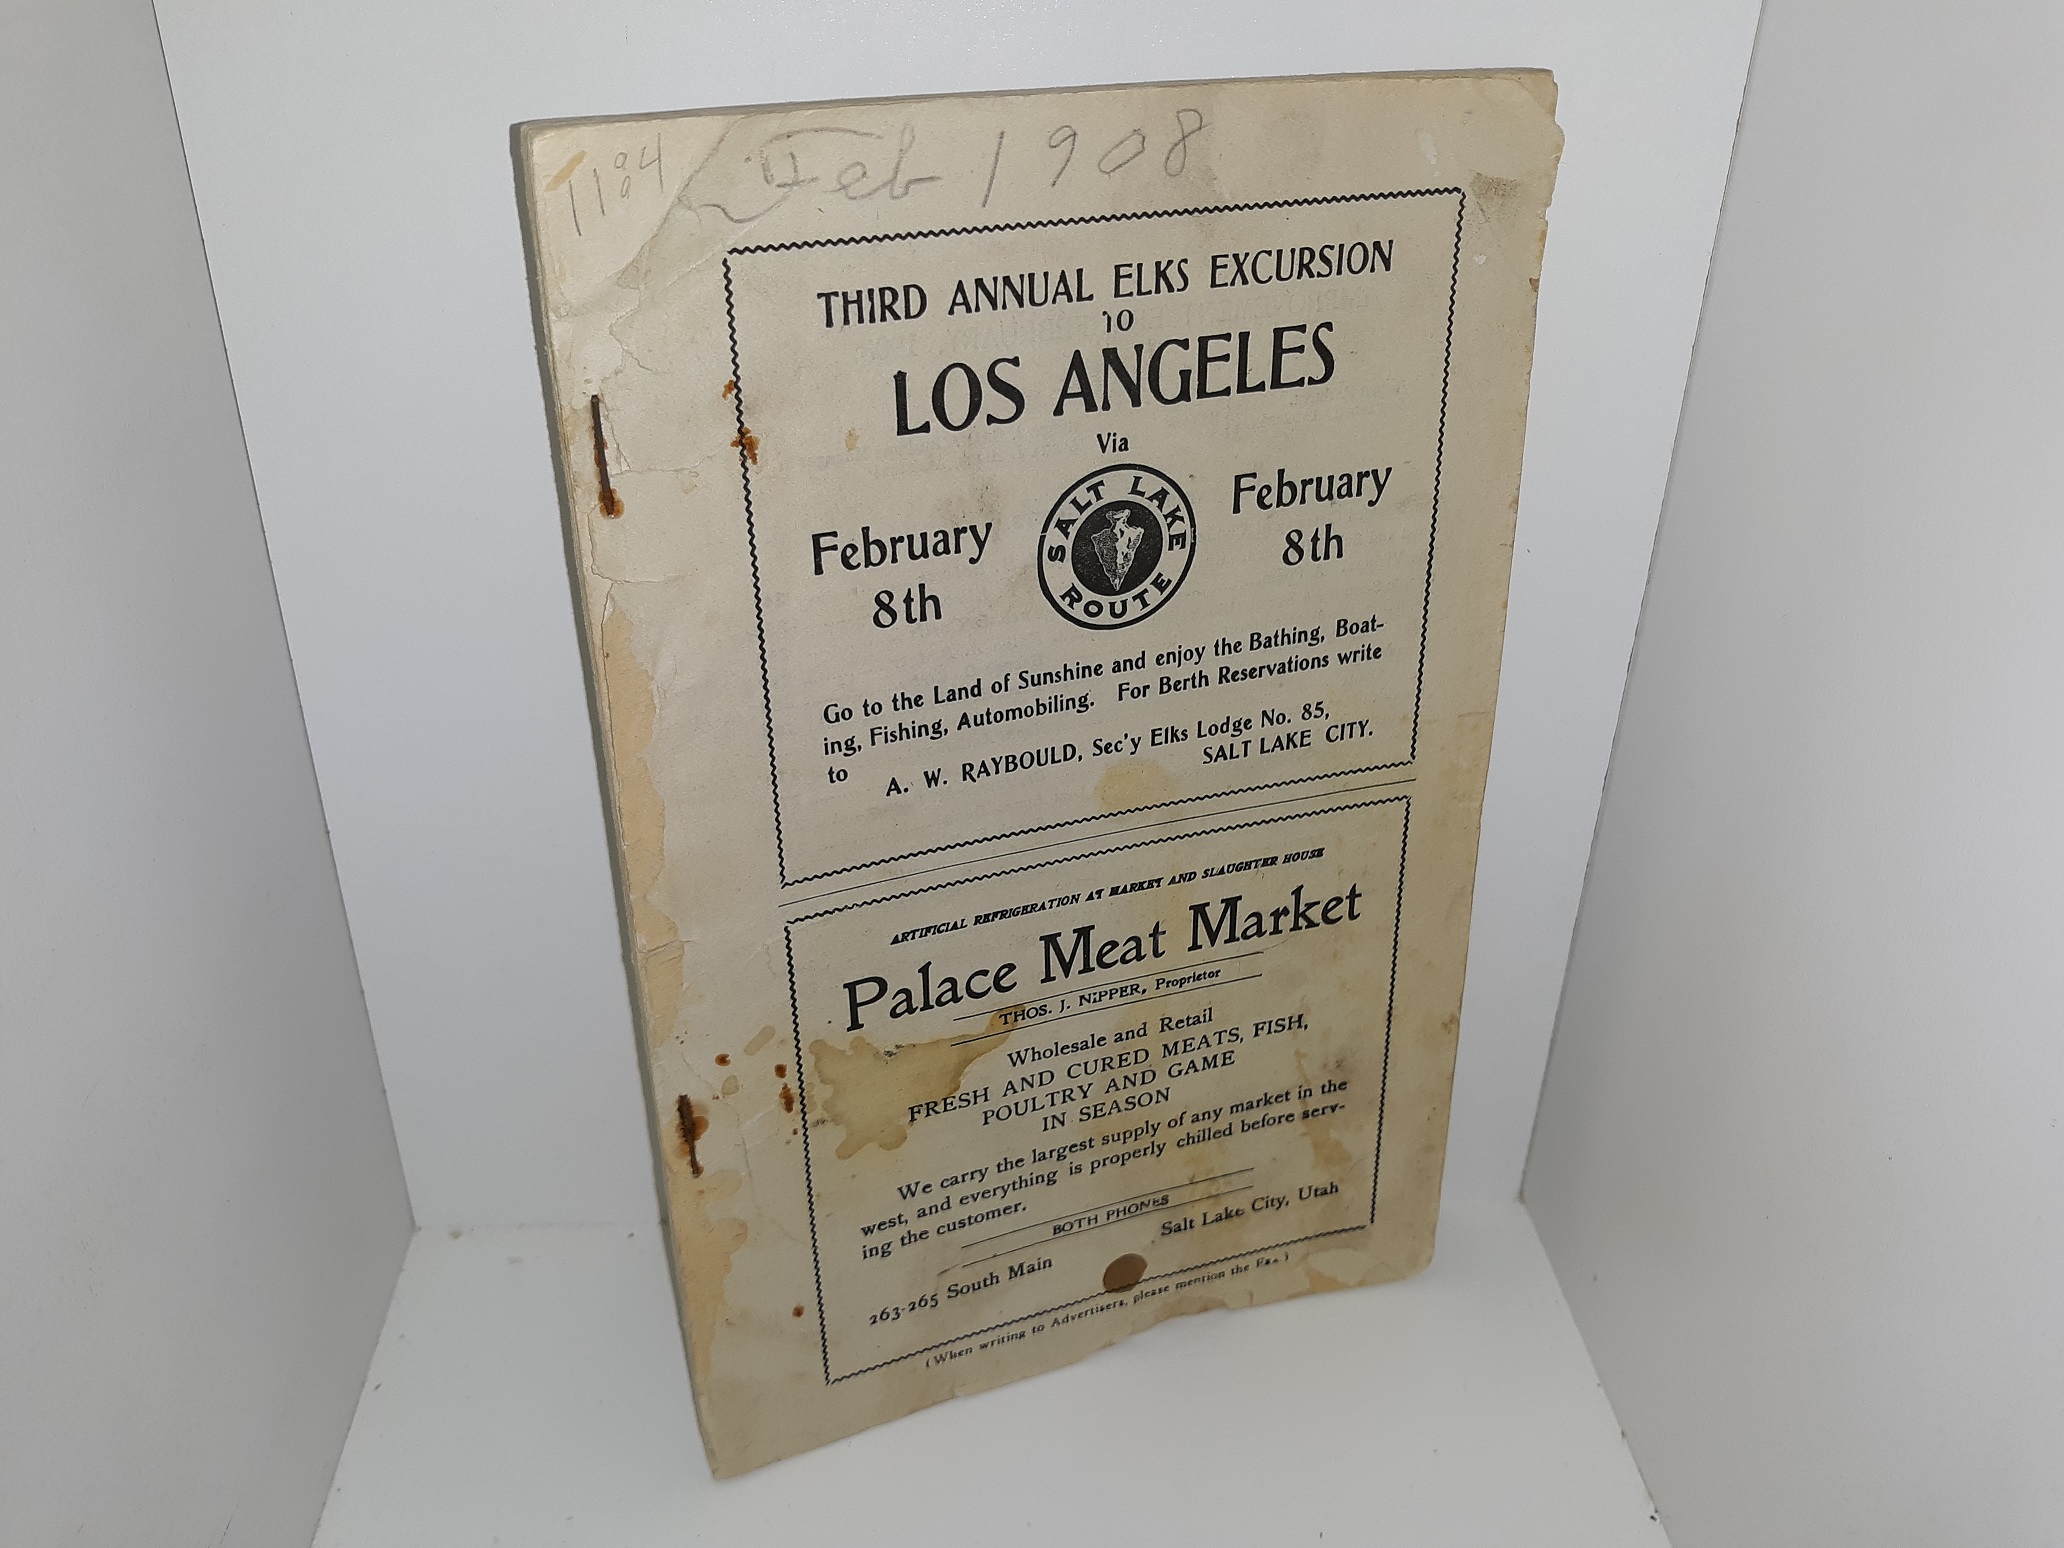 1184
Feb 1908
THIRD ANNUAL ELKS EXCURSION
TO
LOS ANGELES
Via
February
8th
SALT LAKE
ROUTE
February
8th
Go to the Land of Sunshine and enjoy the Bathing, Boat-
ing, Fishing, Automobiling. For Berth Reservations write
to A. W. RAYBOULD, Sec'y Elks Lodge No. 85,
SALT LAKE CITY.
ARTIFICIAL REFRIGERATION AT MARKET AND SLAUGHTER HOUSE
Palace Meat Market
THOS. J. NIPPER, Proprietor
Wholesale and Retail
FRESH AND CURED MEATS, FISH,
POULTRY AND GAME
IN SEASON
We carry the largest supply of any market in the
west, and everything is properly chilled before serv-
ing the customer.
BOTH PHONES
263-265 South Main Salt Lake City, Utah
(When writing to Advertisers, please mention the Era.)